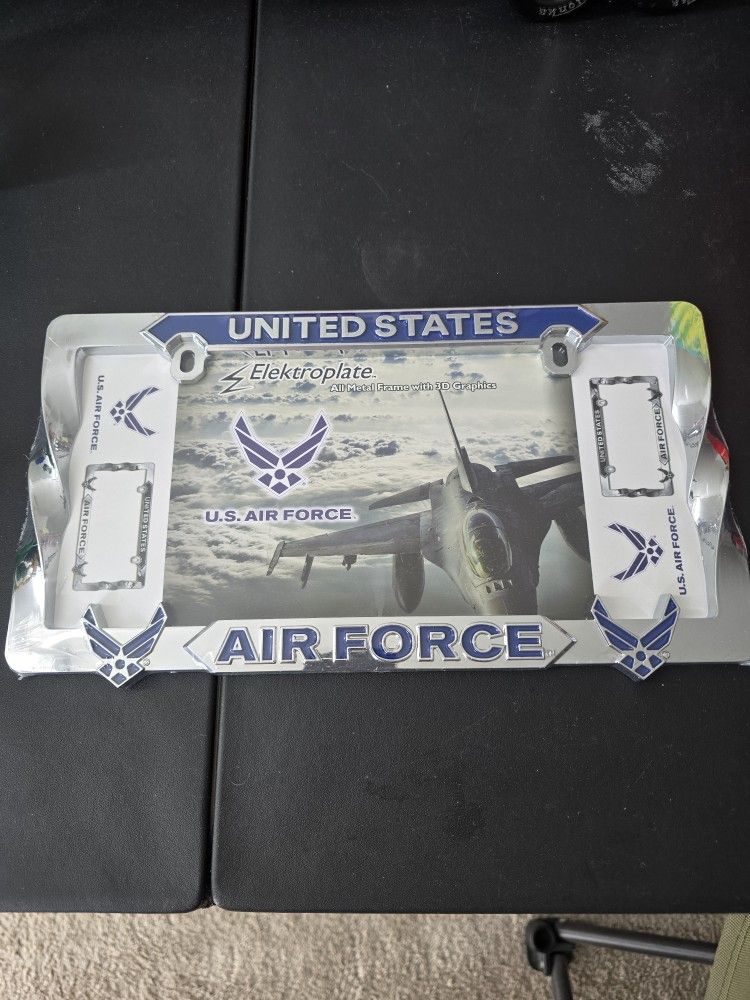 UNITED STATES
Elektroplate™
All Metal Frame with 3D Graphics
U.S. AIR FORCE
U.S. AIR FORCE
AIR FORCE
UNITED STATES
UNITED STATES
AIR FORCE
U.S. AIR FORCE
AIR FORCE